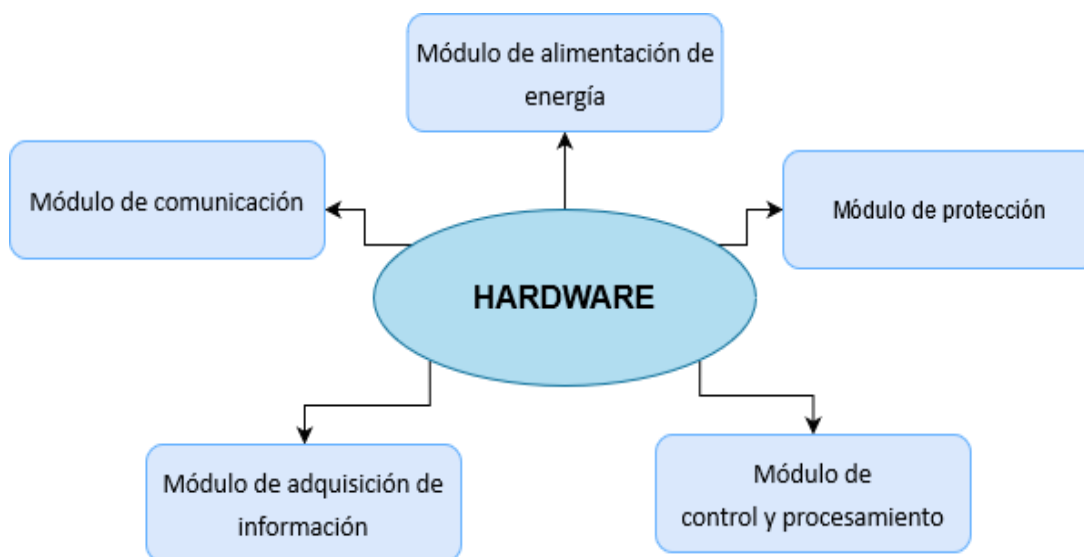 Módulo de alimentación de
energía
Módulo de comunicación
Módulo de protección
HARDWARE
Módulo de adquisición de
información
Módulo de
control y procesamiento